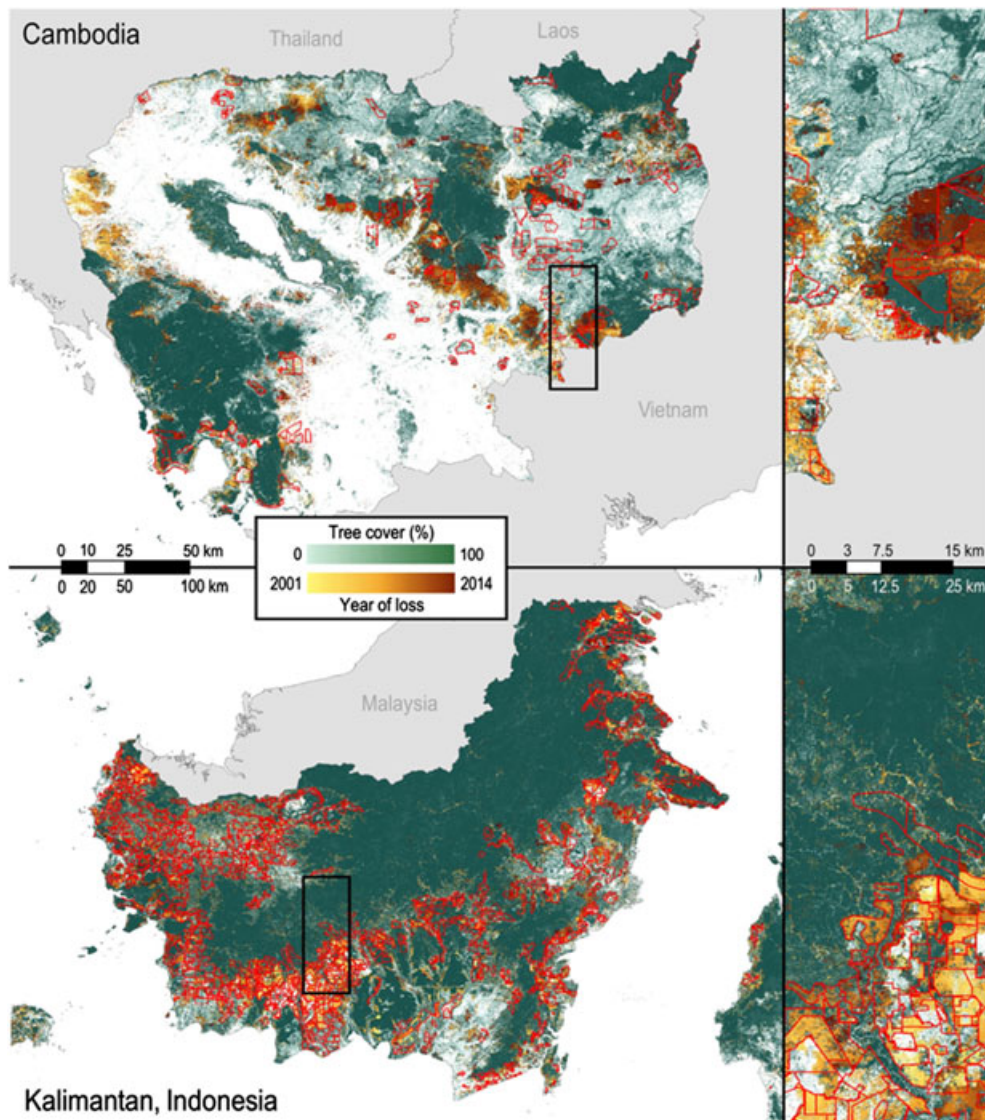 Cambodia
Thailand
Laos
Vietnam
Tree cover (%)
0 100
2001 2014
Year of loss
0 10 25 50 km
0 20 50 100 km
0 3 7.5 15 km
0 5 12.5 25 km
Malaysia
Kalimantan, Indonesia